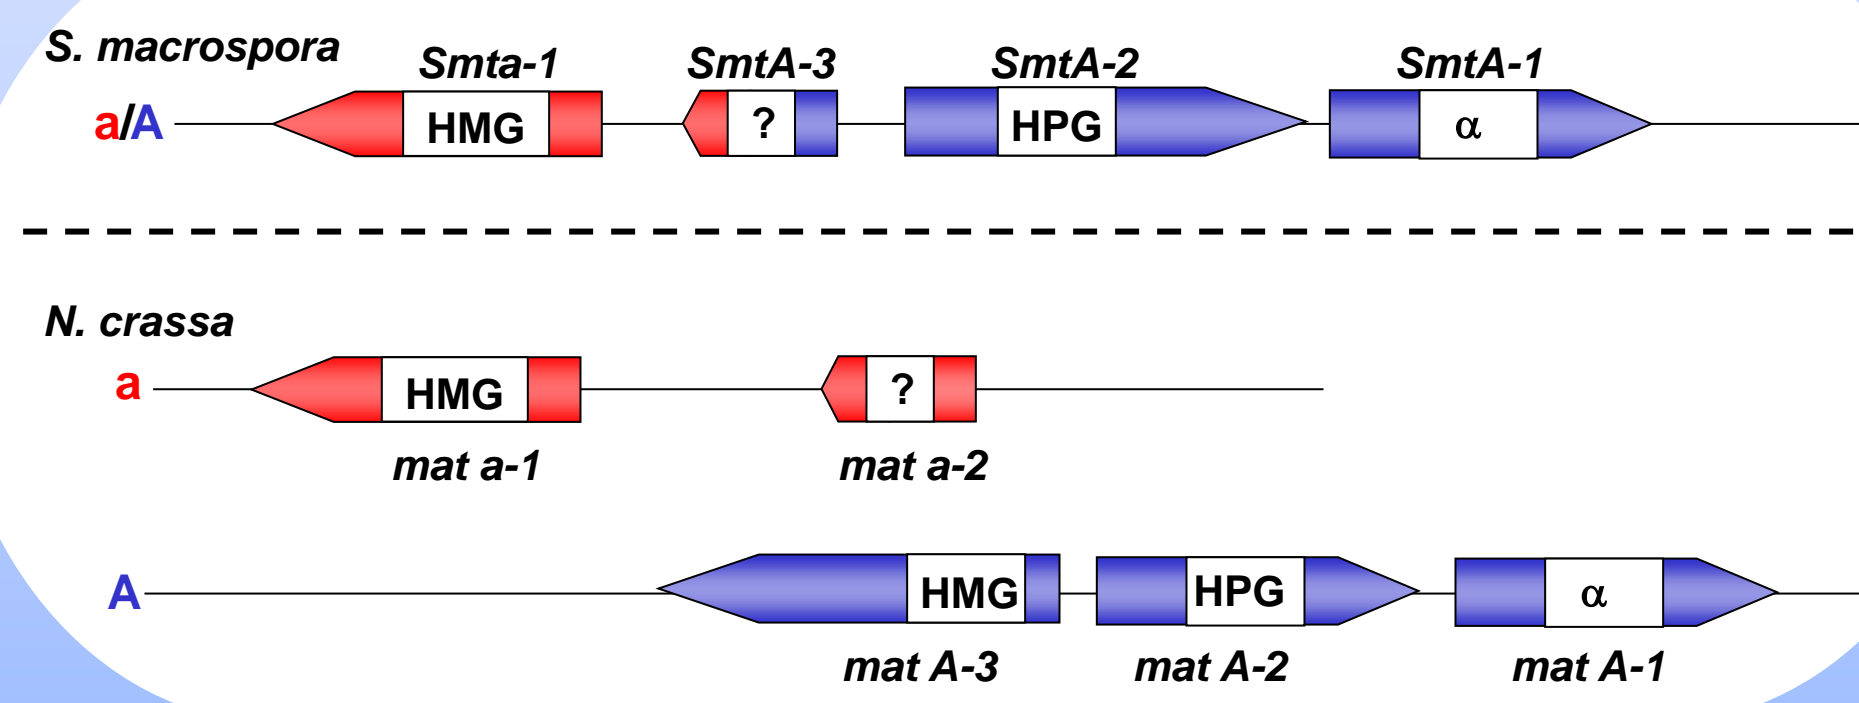 S. macrospora
Smta-1 SmtA-3 SmtA-2 SmtA-1
a/A HMG ? HPG α
N. crassa
a HMG ?
mat a-1 mat a-2
A HMG HPG α
mat A-3 mat A-2 mat A-1